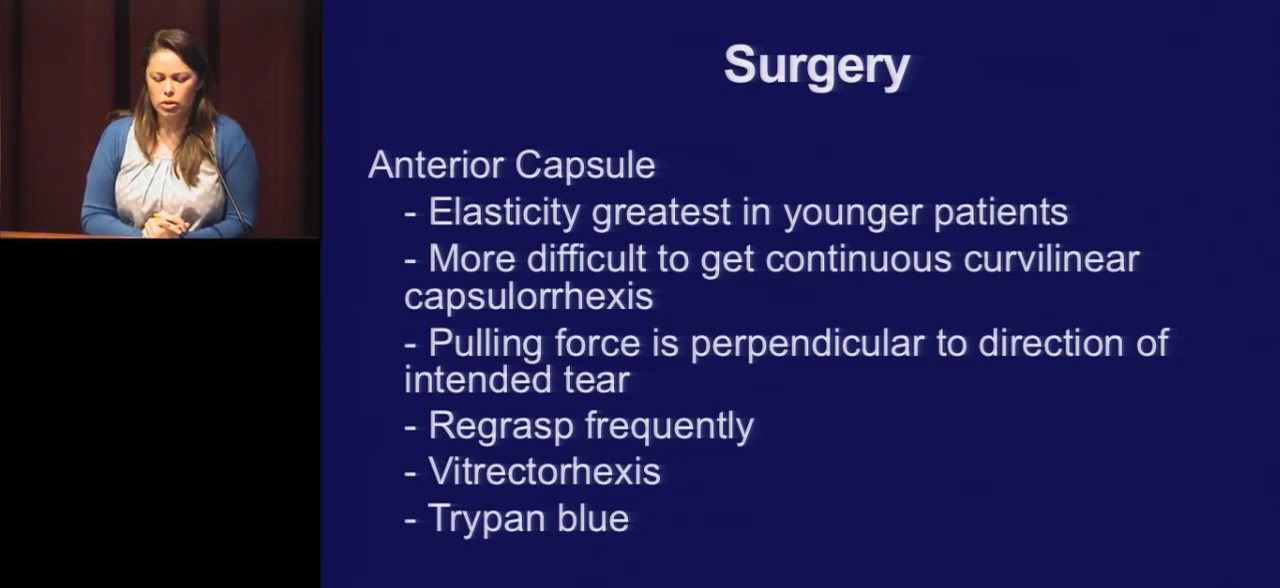 Surgery
Anterior Capsule
- Elasticity greatest in younger patients
- More difficult to get continuous curvilinear
capsulorrhexis
- Pulling force is perpendicular to direction of
intended tear
- Regrasp frequently
- Vitrectorhexis
- Trypan blue